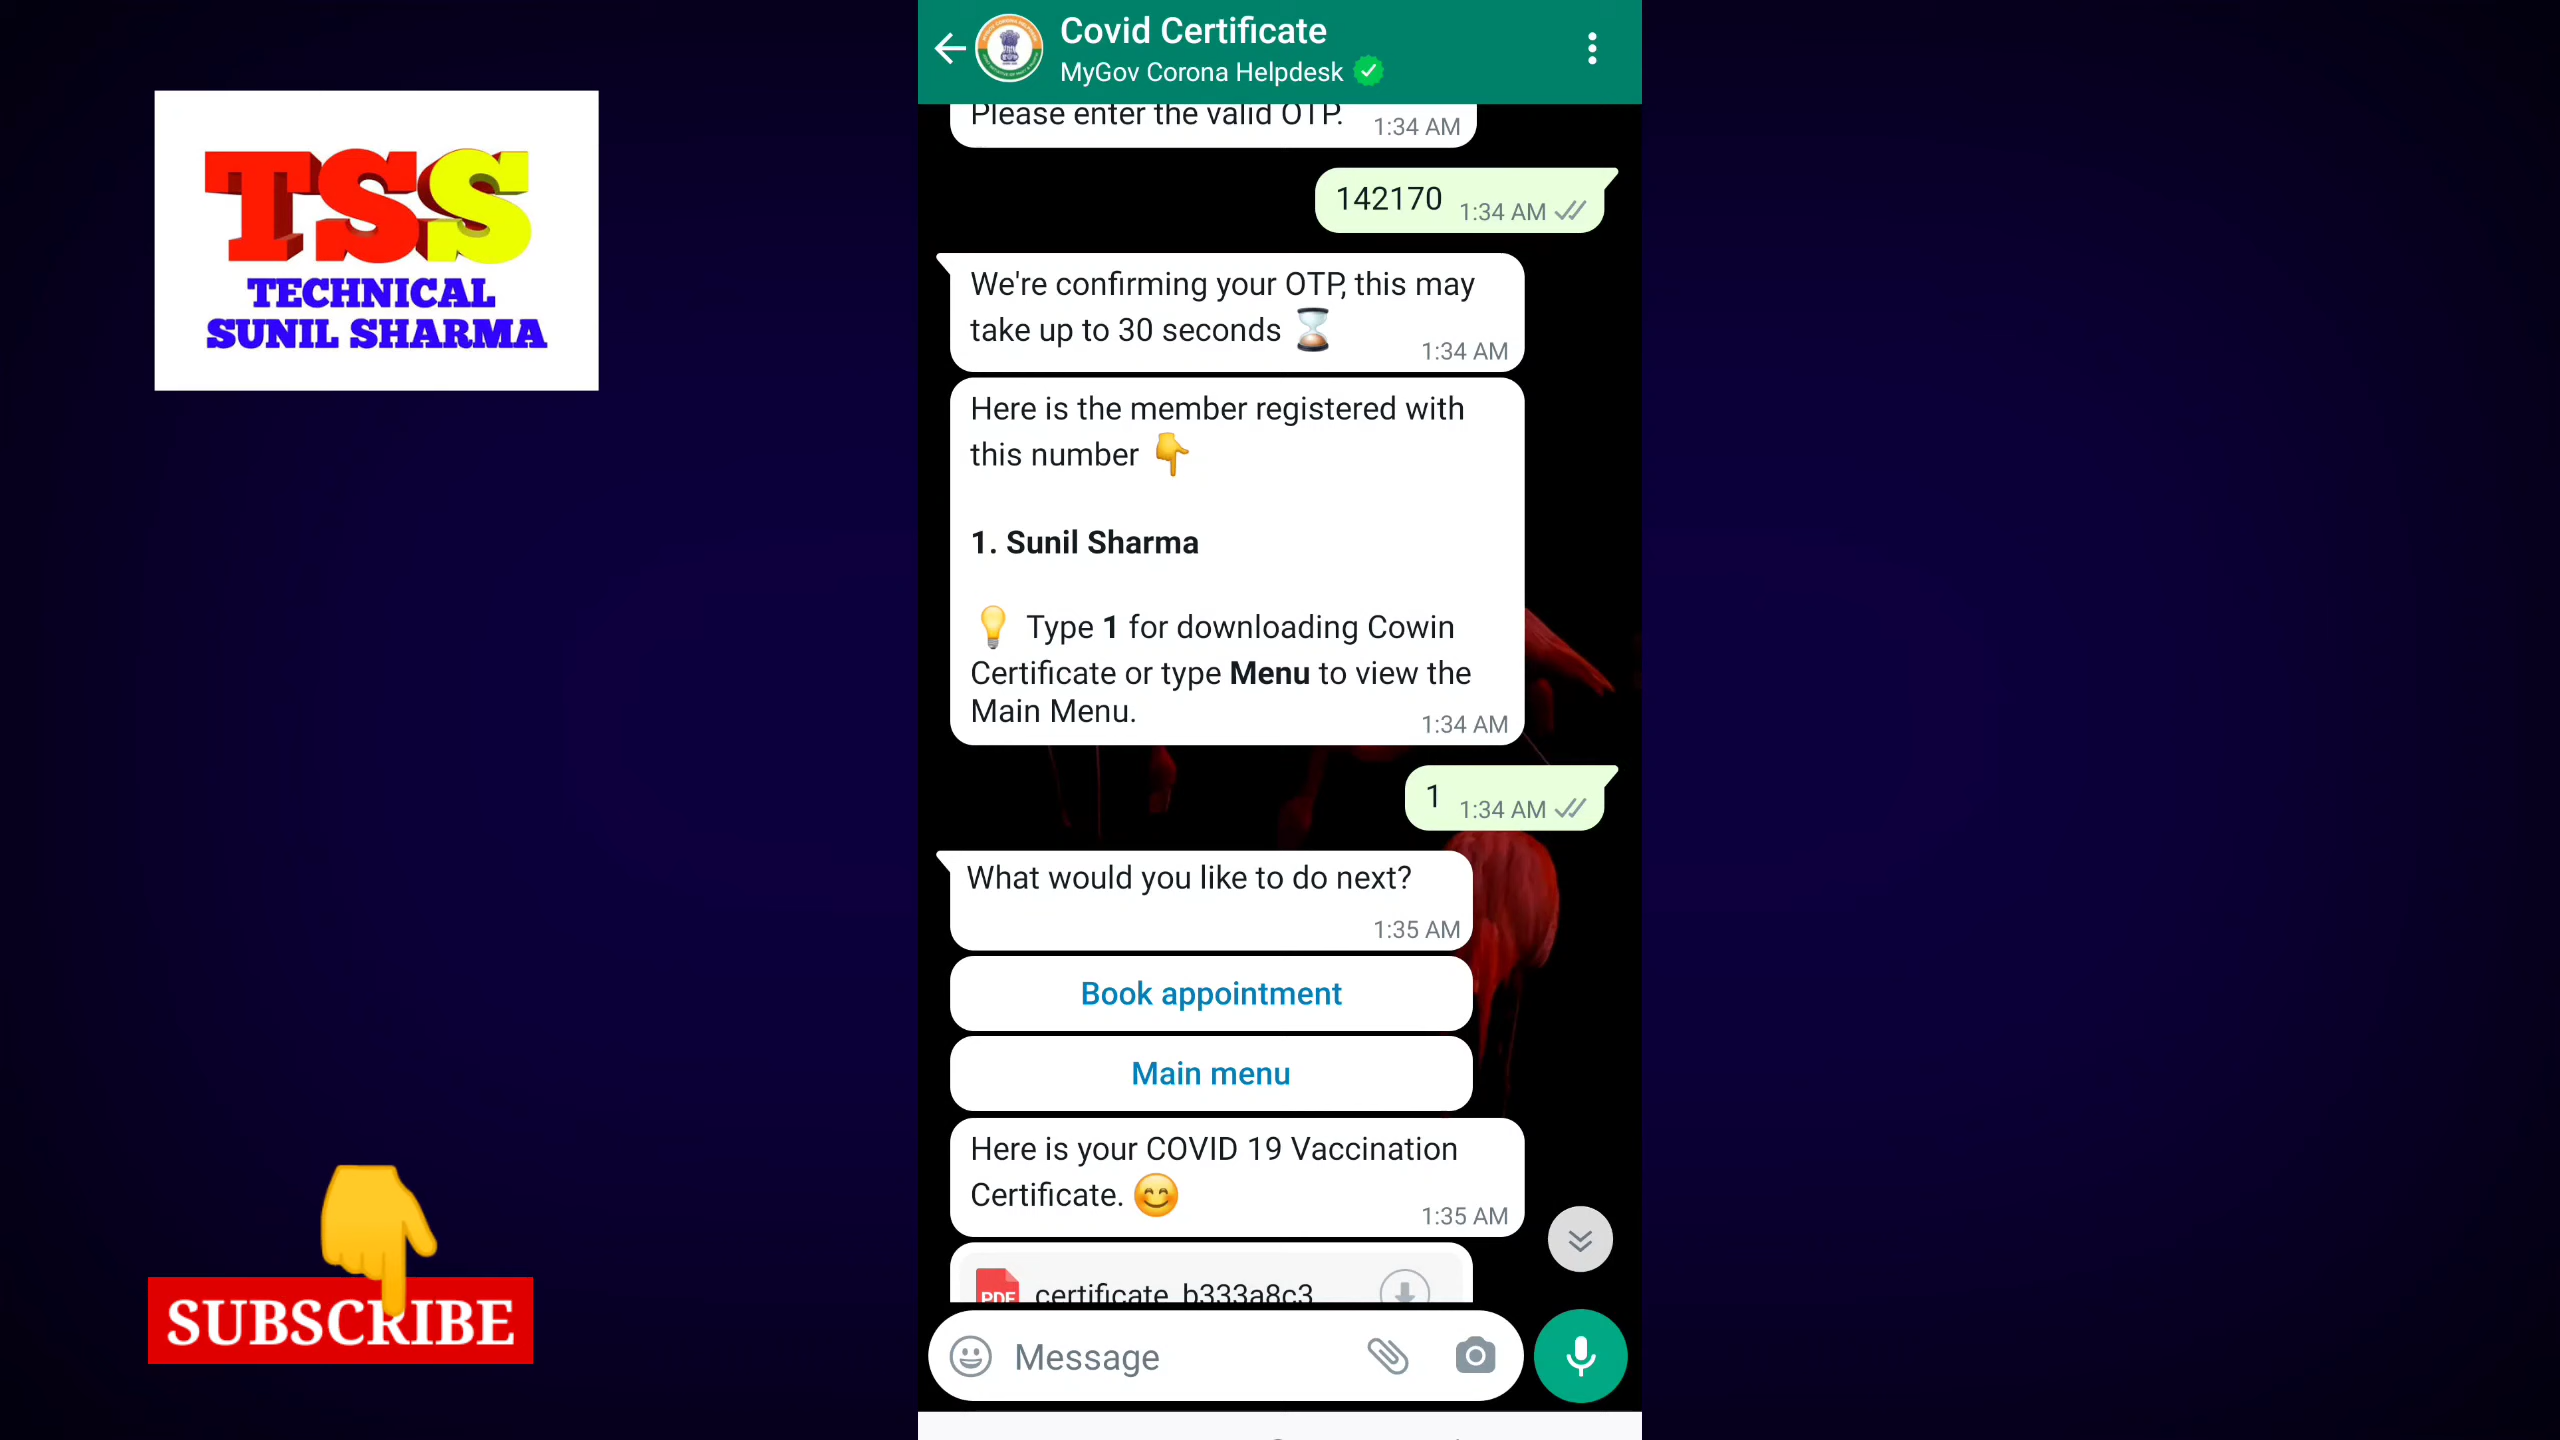 TSS
TECHNICAL
SUNIL SHARMA
SUBSCRIBE
Covid Certificate
MyGov Corona Helpdesk
Please enter the valid OTP.
1:34 AM
142170 1:34 AM
We're confirming your OTP, this may
take up to 30 seconds ⏳
1:34 AM
Here is the member registered with
this number 👇
1. Sunil Sharma
💡 Type 1 for downloading Cowin
Certificate or type Menu to view the
Main Menu.
1:34 AM
1 1:34 AM
What would you like to do next?
1:35 AM
Book appointment
Main menu
Here is your COVID 19 Vaccination
Certificate. 😊
1:35 AM
PDF certificate_b333a8c3
Message